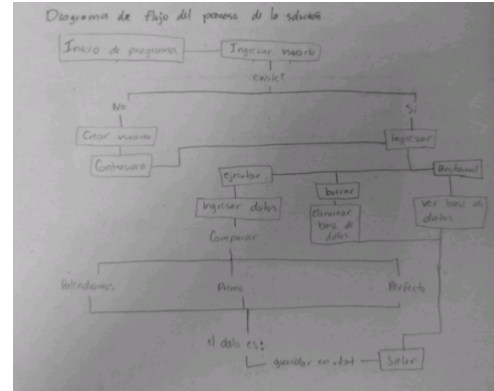 Diagrama de flujo del proceso de la solución
Inicio de programa
Ingresar usuario
existe?
No
Si
Crear usuario
Ingresar
Contraseña
ejecutar
borrar
Ingresar datos
eliminar
base de
datos
ver base de
datos
Comparar
Palindromos
Primo
Perfecto
el dato es:
guardar en .txt
Salir